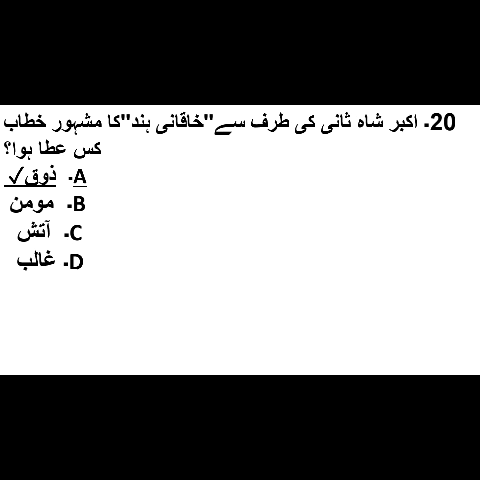 20۔ اکبر شاہ ثانی کی طرف سے"خاقانی ہند"کا مشہور خطاب
کس عطا ہوا؟
A۔ ذوق✓
B۔ مومن
C۔ آتش
D۔ غالب